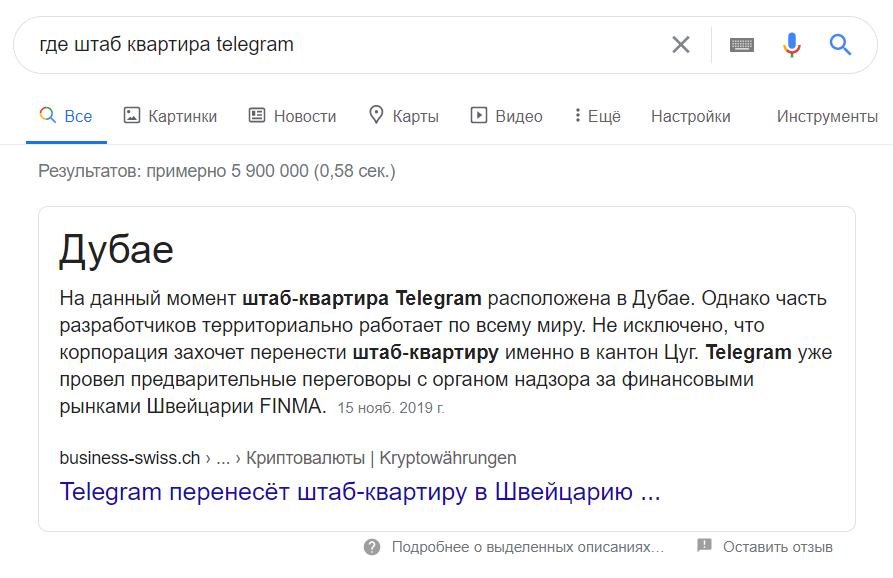 где штаб квартира telegram
Все Картинки Новости Карты Видео Ещё Настройки Инструменты
Результатов: примерно 5 900 000 (0,58 сек.)
Дубае
На данный момент штаб-квартира Telegram расположена в Дубае. Однако часть
разработчиков территориально работает по всему миру. Не исключено, что
корпорация захочет перенести штаб-квартиру именно в кантон Цуг. Telegram уже
провел предварительные переговоры с органом надзора за финансовыми
рынками Швейцарии FINMA. 15 нояб. 2019 г.
business-swiss.ch › ... › Криптовалюты | Kryptowährungen
Telegram перенесёт штаб-квартиру в Швейцарию ...
Подробнее о выделенных описаниях… Оставить отзыв